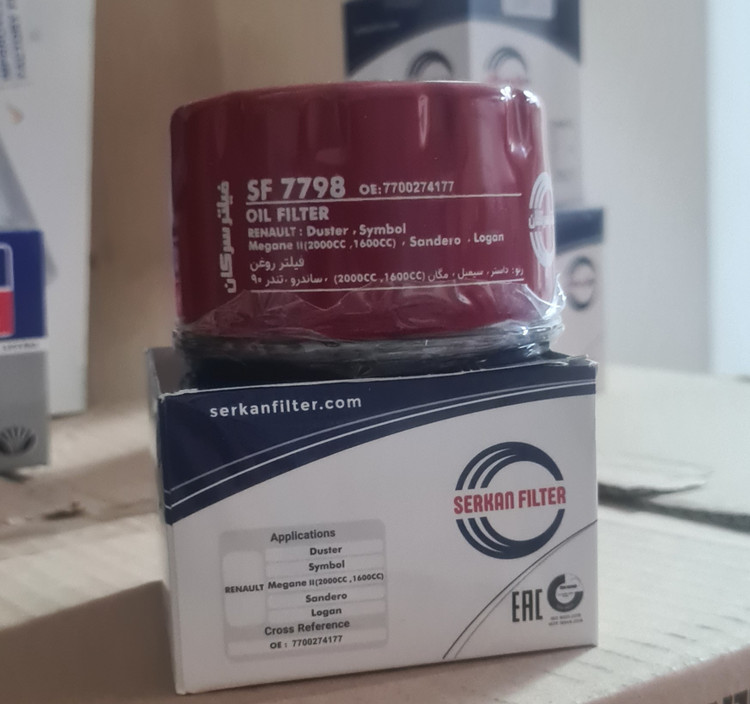 فیلتر سرکان
SF 7798 OE:7700274177
OIL FILTER
RENAULT : Duster , Symbol
Megane II(2000CC ,1600CC) , Sandero . Logan
فیلتر روغن
رنو: داستر، سیمبل ، مگان (2000CC ,1600CC) ، ساندرو ، تندر ۹۰
serkanfilter.com
SERKAN FILTER
Applications
RENAULT
Duster
Symbol
Megane II(2000CC ,1600CC)
Sandero
Logan
Cross Reference
OE : 7700274177
EAC